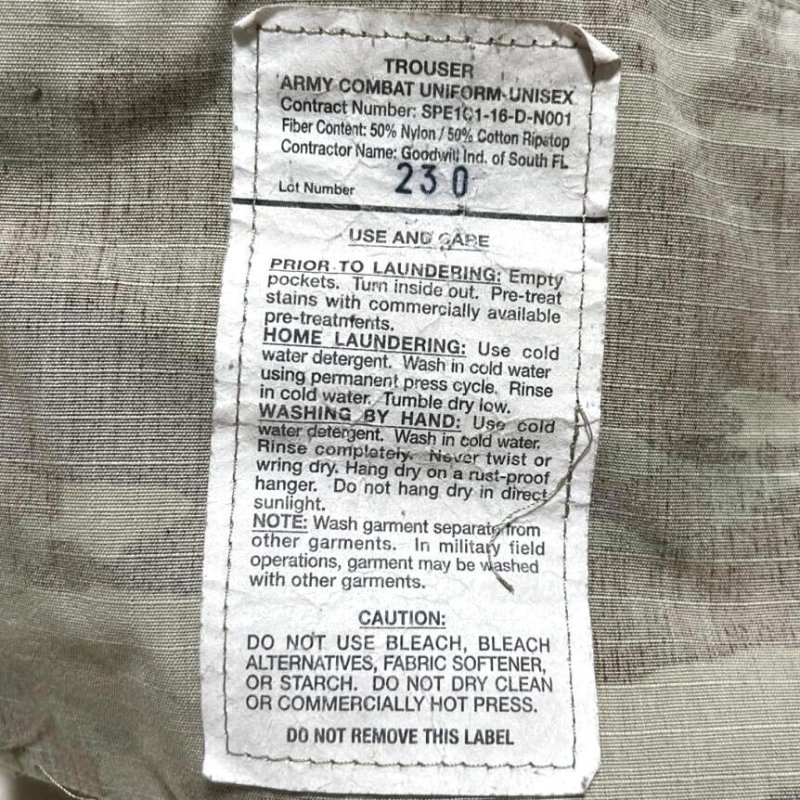 TROUSER
ARMY COMBAT UNIFORM-UNISEX
Contract Number: SPE1C1-16-D-N001
Fiber Content: 50% Nylon / 50% Cotton Ripstop
Contractor Name: Goodwill Ind. of South FL
Lot Number 230
USE AND CARE
PRIOR TO LAUNDERING: Empty
pockets. Turn inside out. Pre-treat
stains with commercially available
pre-treatments.
HOME LAUNDERING: Use cold
water detergent. Wash in cold water
using permanent press cycle. Rinse
in cold water. Tumble dry low.
WASHING BY HAND: Use cold
water detergent. Wash in cold water.
Rinse completely. Never twist or
wring dry. Hang dry on a rust-proof
hanger. Do not hang dry in direct
sunlight.
NOTE: Wash garment separate from
other garments. In military field
operations, garment may be washed
with other garments.
CAUTION:
DO NOT USE BLEACH, BLEACH
ALTERNATIVES, FABRIC SOFTENER,
OR STARCH. DO NOT DRY CLEAN
OR COMMERCIALLY HOT PRESS.
DO NOT REMOVE THIS LABEL